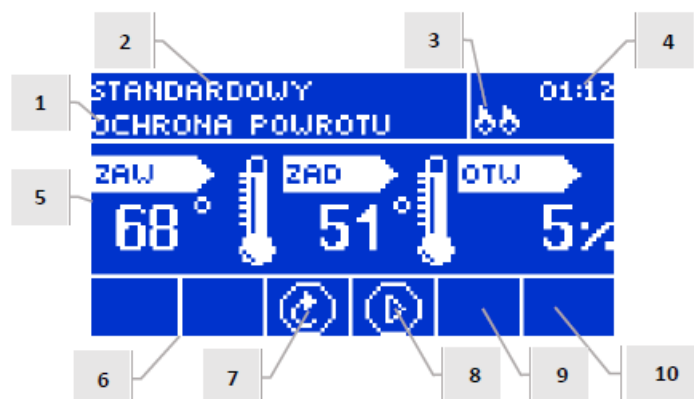 2
3
4
STANDARDOWY
01:12
1
OCHRONA POWROTU
ZAW
ZAD
OTW
5
68°
51°
5%
6
7
8
9
10